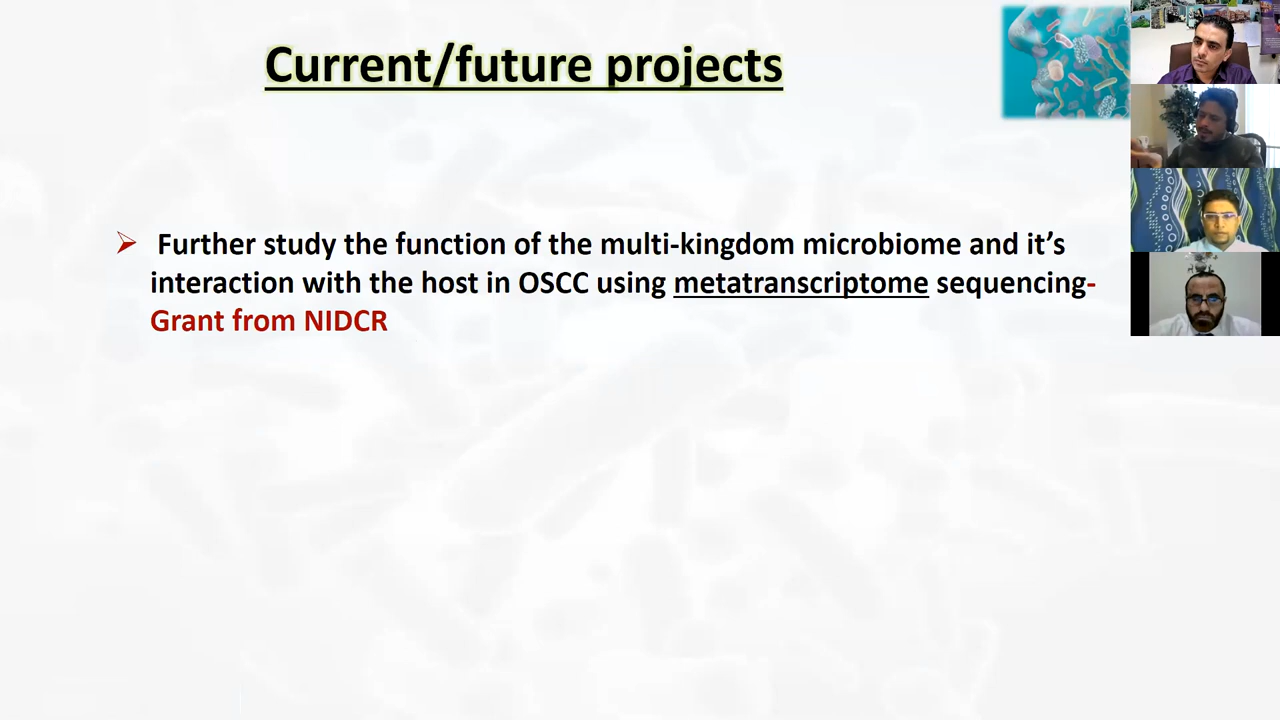 Current/future projects
➢ Further study the function of the multi-kingdom microbiome and it’s
interaction with the host in OSCC using metatranscriptome sequencing-
Grant from NIDCR